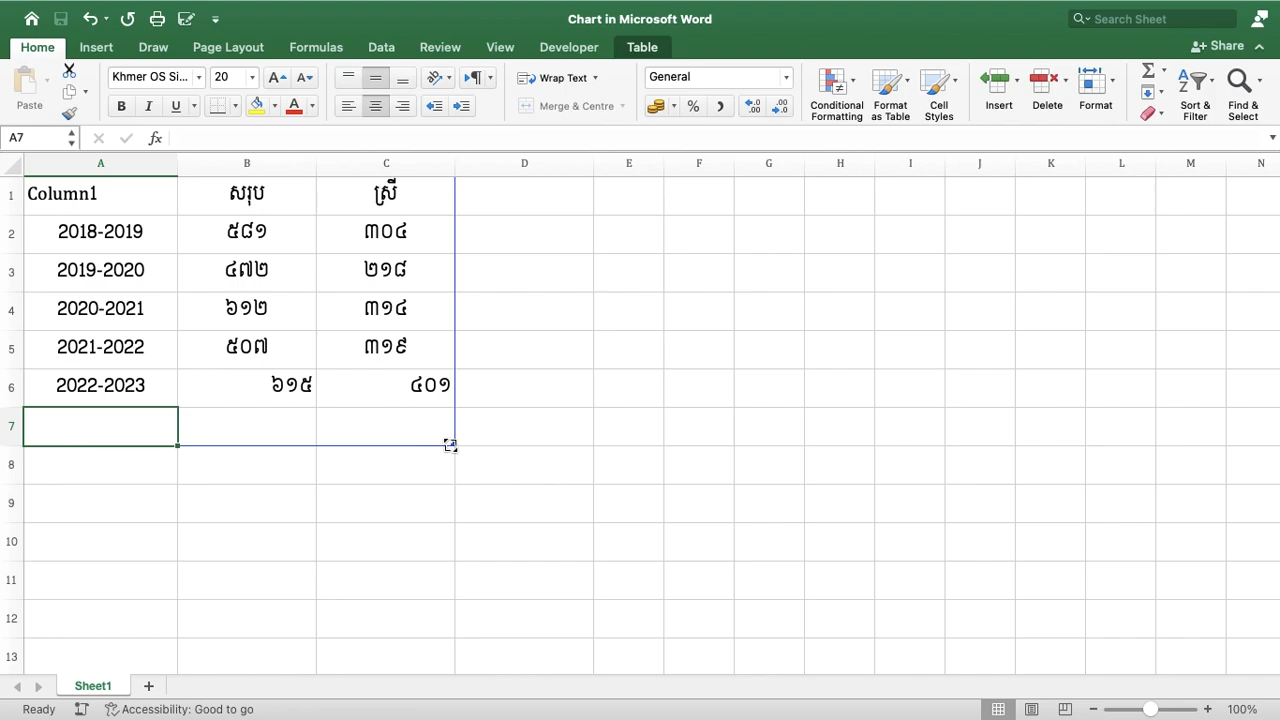 Chart in Microsoft Word
Search Sheet
Home Insert Draw Page Layout Formulas Data Review View Developer Table Share
Paste Khmer OS Si... 20 A A Wrap Text General Conditional Formatting Format as Table Cell Styles Insert Delete Format Sort & Filter Find & Select
B I U A Merge & Centre %
A7 fx
A B C D E F G H I J K L M N
1 Column1 សរុប ស្រី
2 2018-2019 ៥៨១ ៣០៤
3 2019-2020 ៤៧២ ២១៨
4 2020-2021 ៦១២ ៣១៤
5 2021-2022 ៥០៧ ៣១៩
6 2022-2023 ៦១៥ ៤០១
7
8
9
10
11
12
13
Sheet1
Ready Accessibility: Good to go 100%